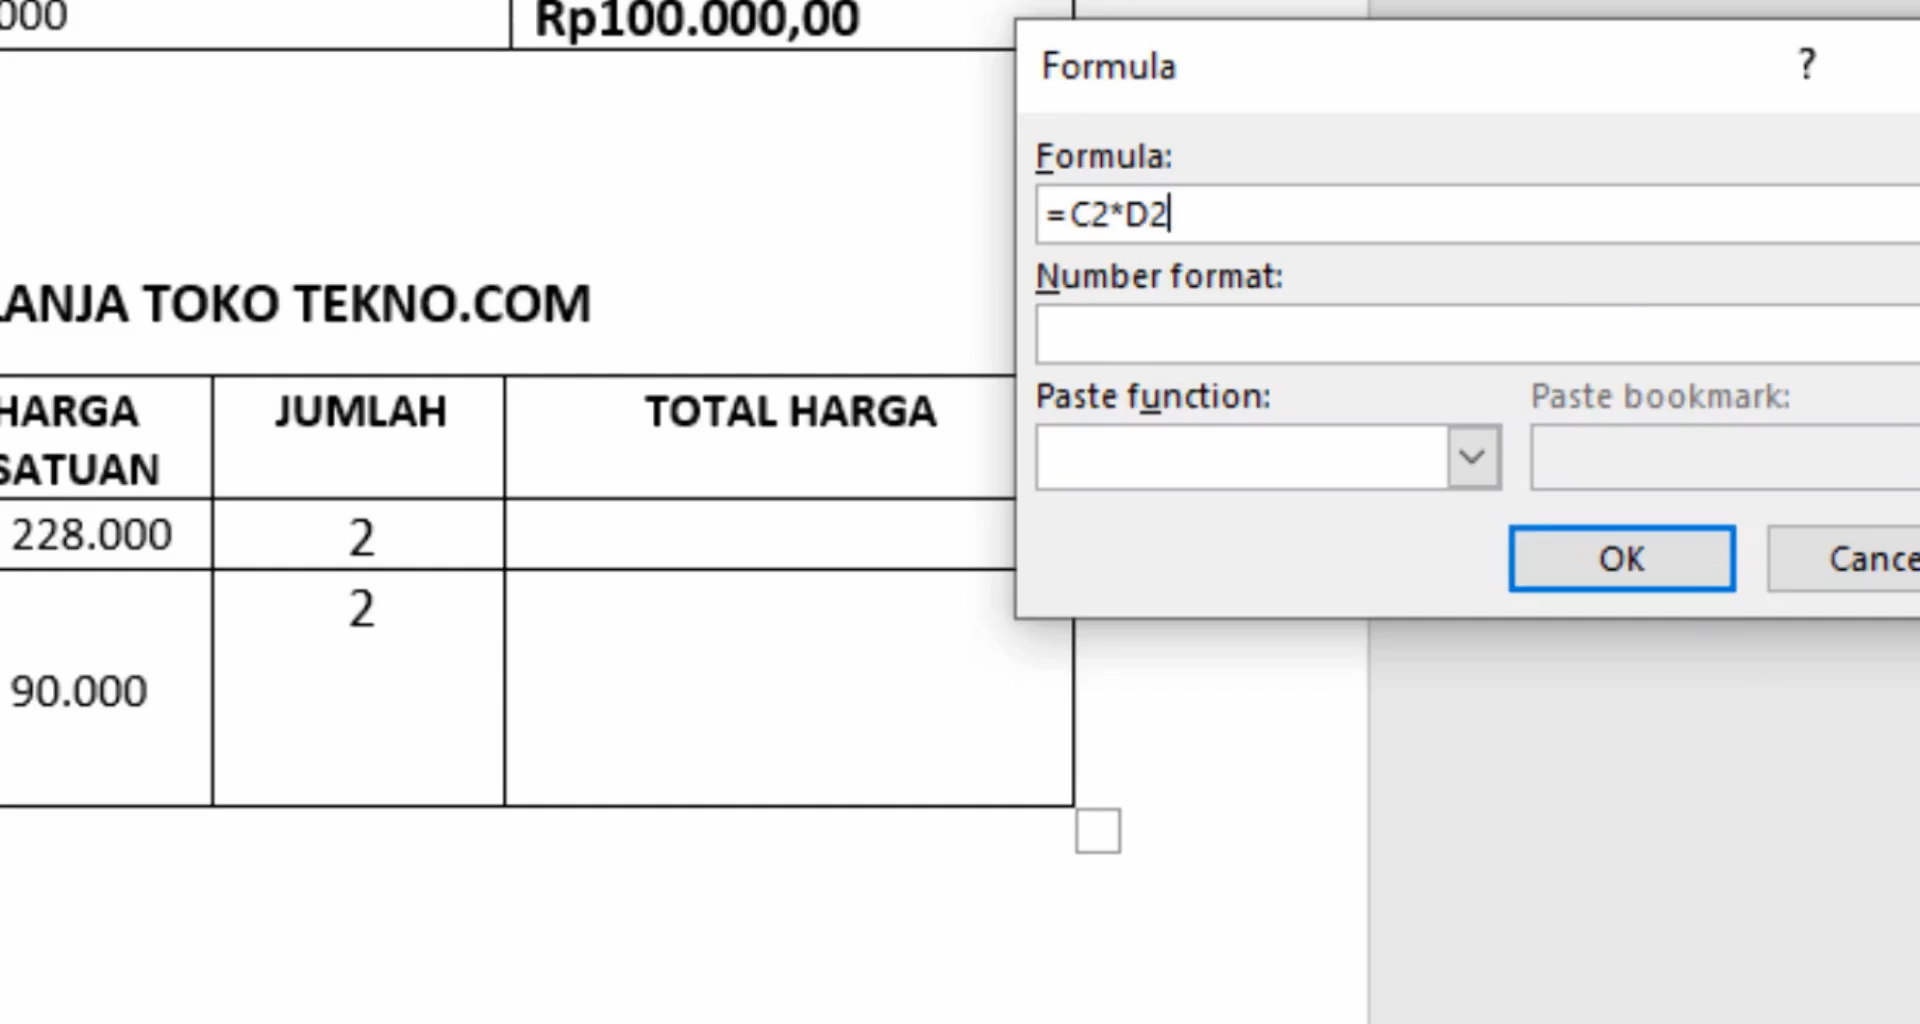 000
Rp100.000,00
LANJA TOKO TEKNO.COM
HARGA SATUAN
JUMLAH
TOTAL HARGA
228.000
2
90.000
2
Formula
?
Formula:
=C2*D2
Number format:
Paste function:
Paste bookmark:
OK
Cance